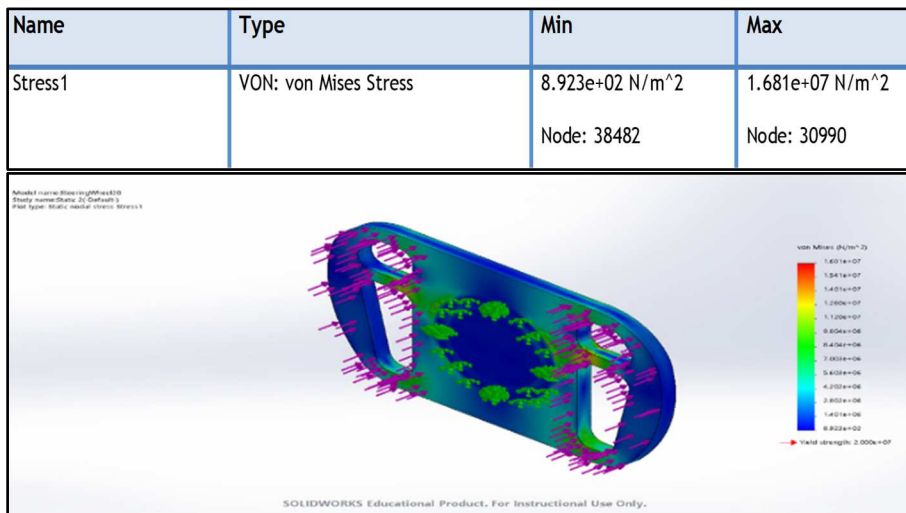 Name Type Min Max
Stress1 VON: von Mises Stress 8.923e+02 N/m^2 1.681e+07 N/m^2
Node: 38482 Node: 30990
Model name:SteeringWheel2B
Study name:Static 2(-Default-)
Plot type: Static nodal stress Stress1
von Mises (N/m^2)
1.681e+07
1.541e+07
1.401e+07
1.260e+07
1.120e+07
9.804e+06
8.404e+06
7.003e+06
5.603e+06
4.202e+06
2.802e+06
1.401e+06
8.923e+02
Yield strength: 2.000e+07
SOLIDWORKS Educational Product. For Instructional Use Only.